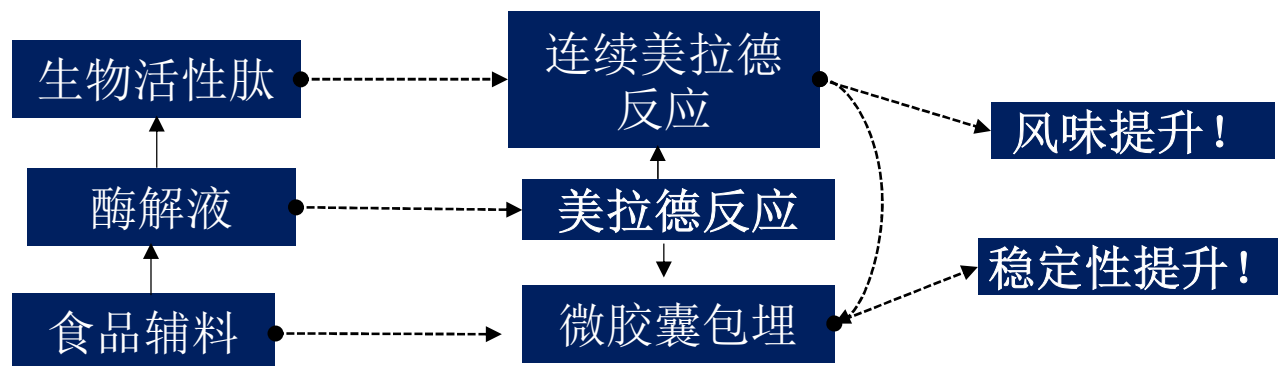 生物活性肽
连续美拉德
反应
风味提升！
酶解液
美拉德反应
稳定性提升！
食品辅料
微胶囊包埋